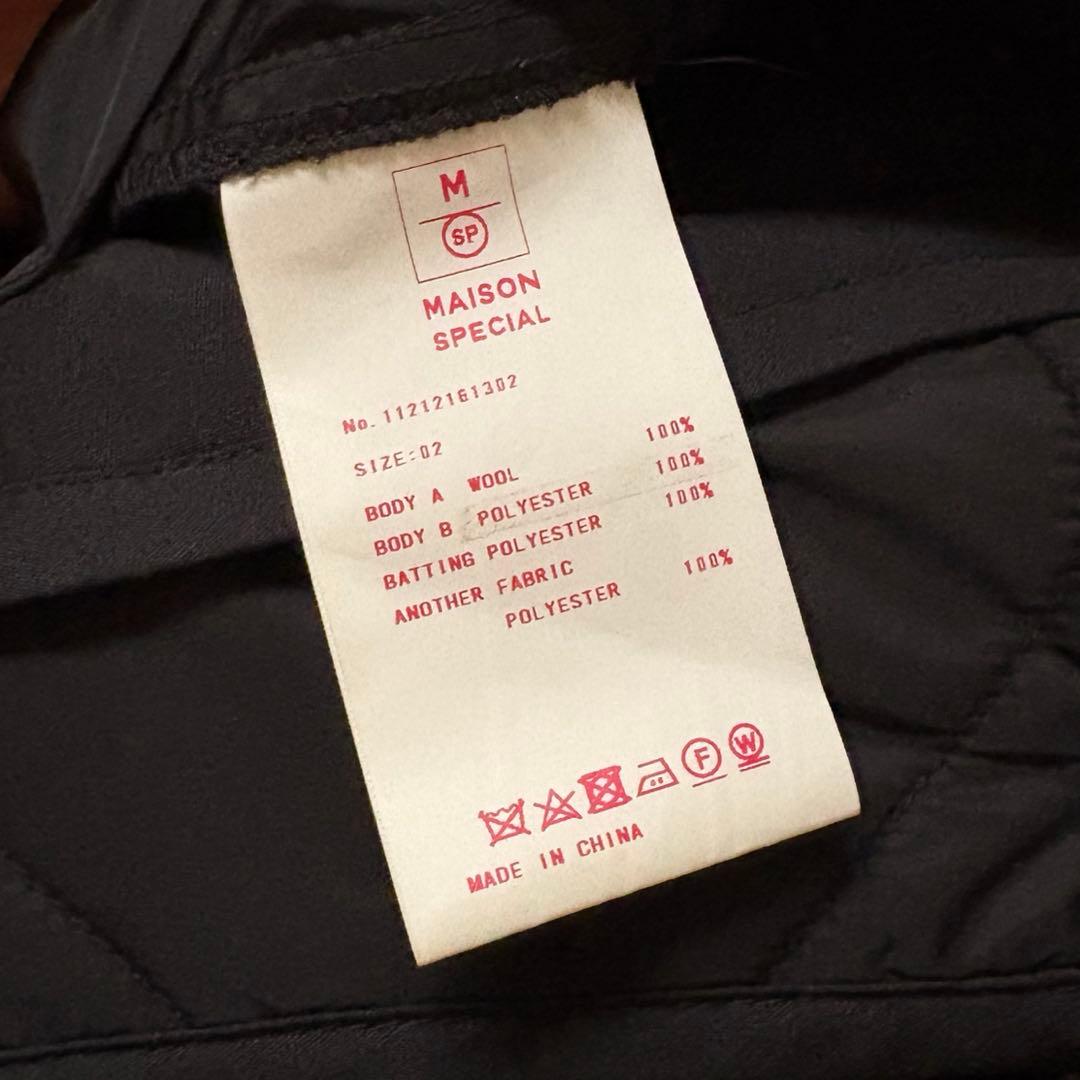 M
SP
MAISON
SPECIAL
No. 11212161302
SIZE:02
BODY A WOOL 100%
BODY B POLYESTER 100%
BATTING POLYESTER 100%
ANOTHER FABRIC
POLYESTER 100%
F W
MADE IN CHINA